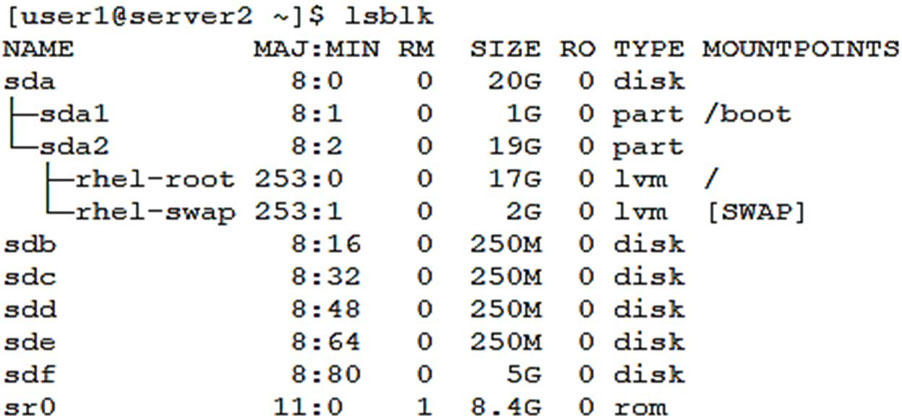 [user1@server2 ~]$ lsblk
NAME          MAJ:MIN RM  SIZE RO TYPE MOUNTPOINTS
sda             8:0    0   20G  0 disk
├─sda1          8:1    0    1G  0 part /boot
└─sda2          8:2    0   19G  0 part
  ├─rhel-root 253:0    0   17G  0 lvm  /
  └─rhel-swap 253:1    0    2G  0 lvm  [SWAP]
sdb             8:16   0  250M  0 disk
sdc             8:32   0  250M  0 disk
sdd             8:48   0  250M  0 disk
sde             8:64   0  250M  0 disk
sdf             8:80   0    5G  0 disk
sr0            11:0    1  8.4G  0 rom